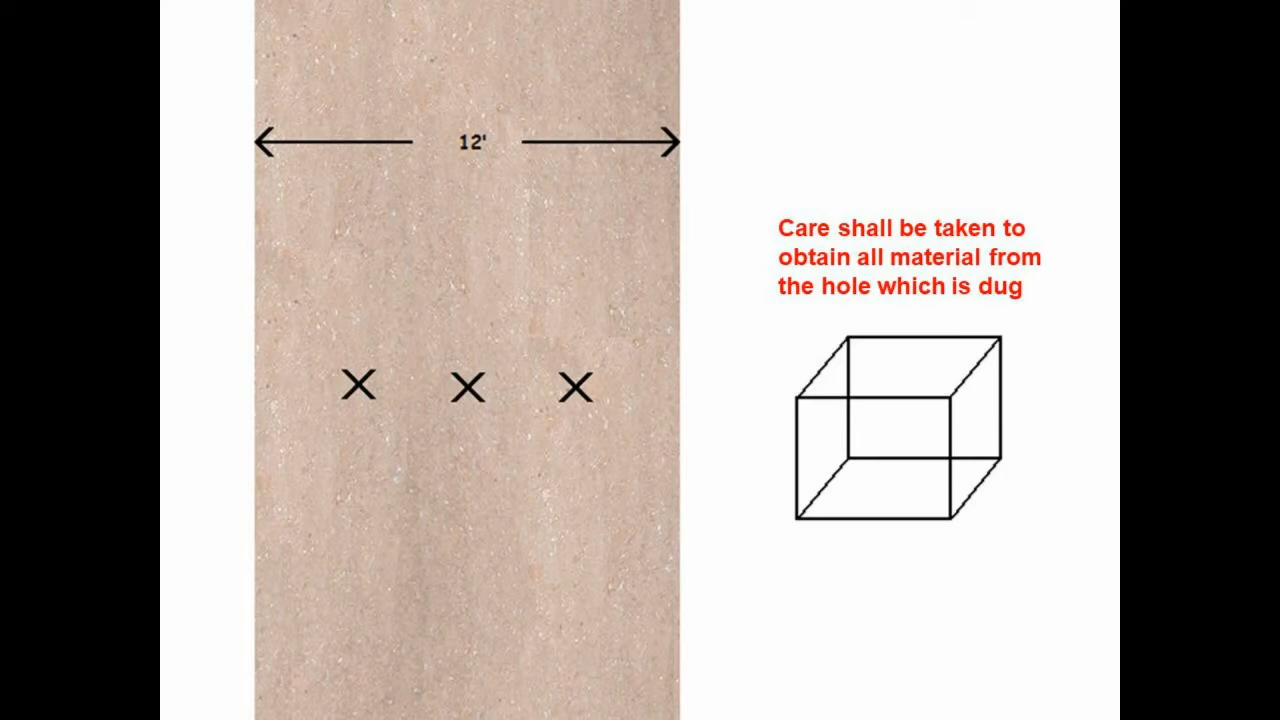 12'
Care shall be taken to
obtain all material from
the hole which is dug